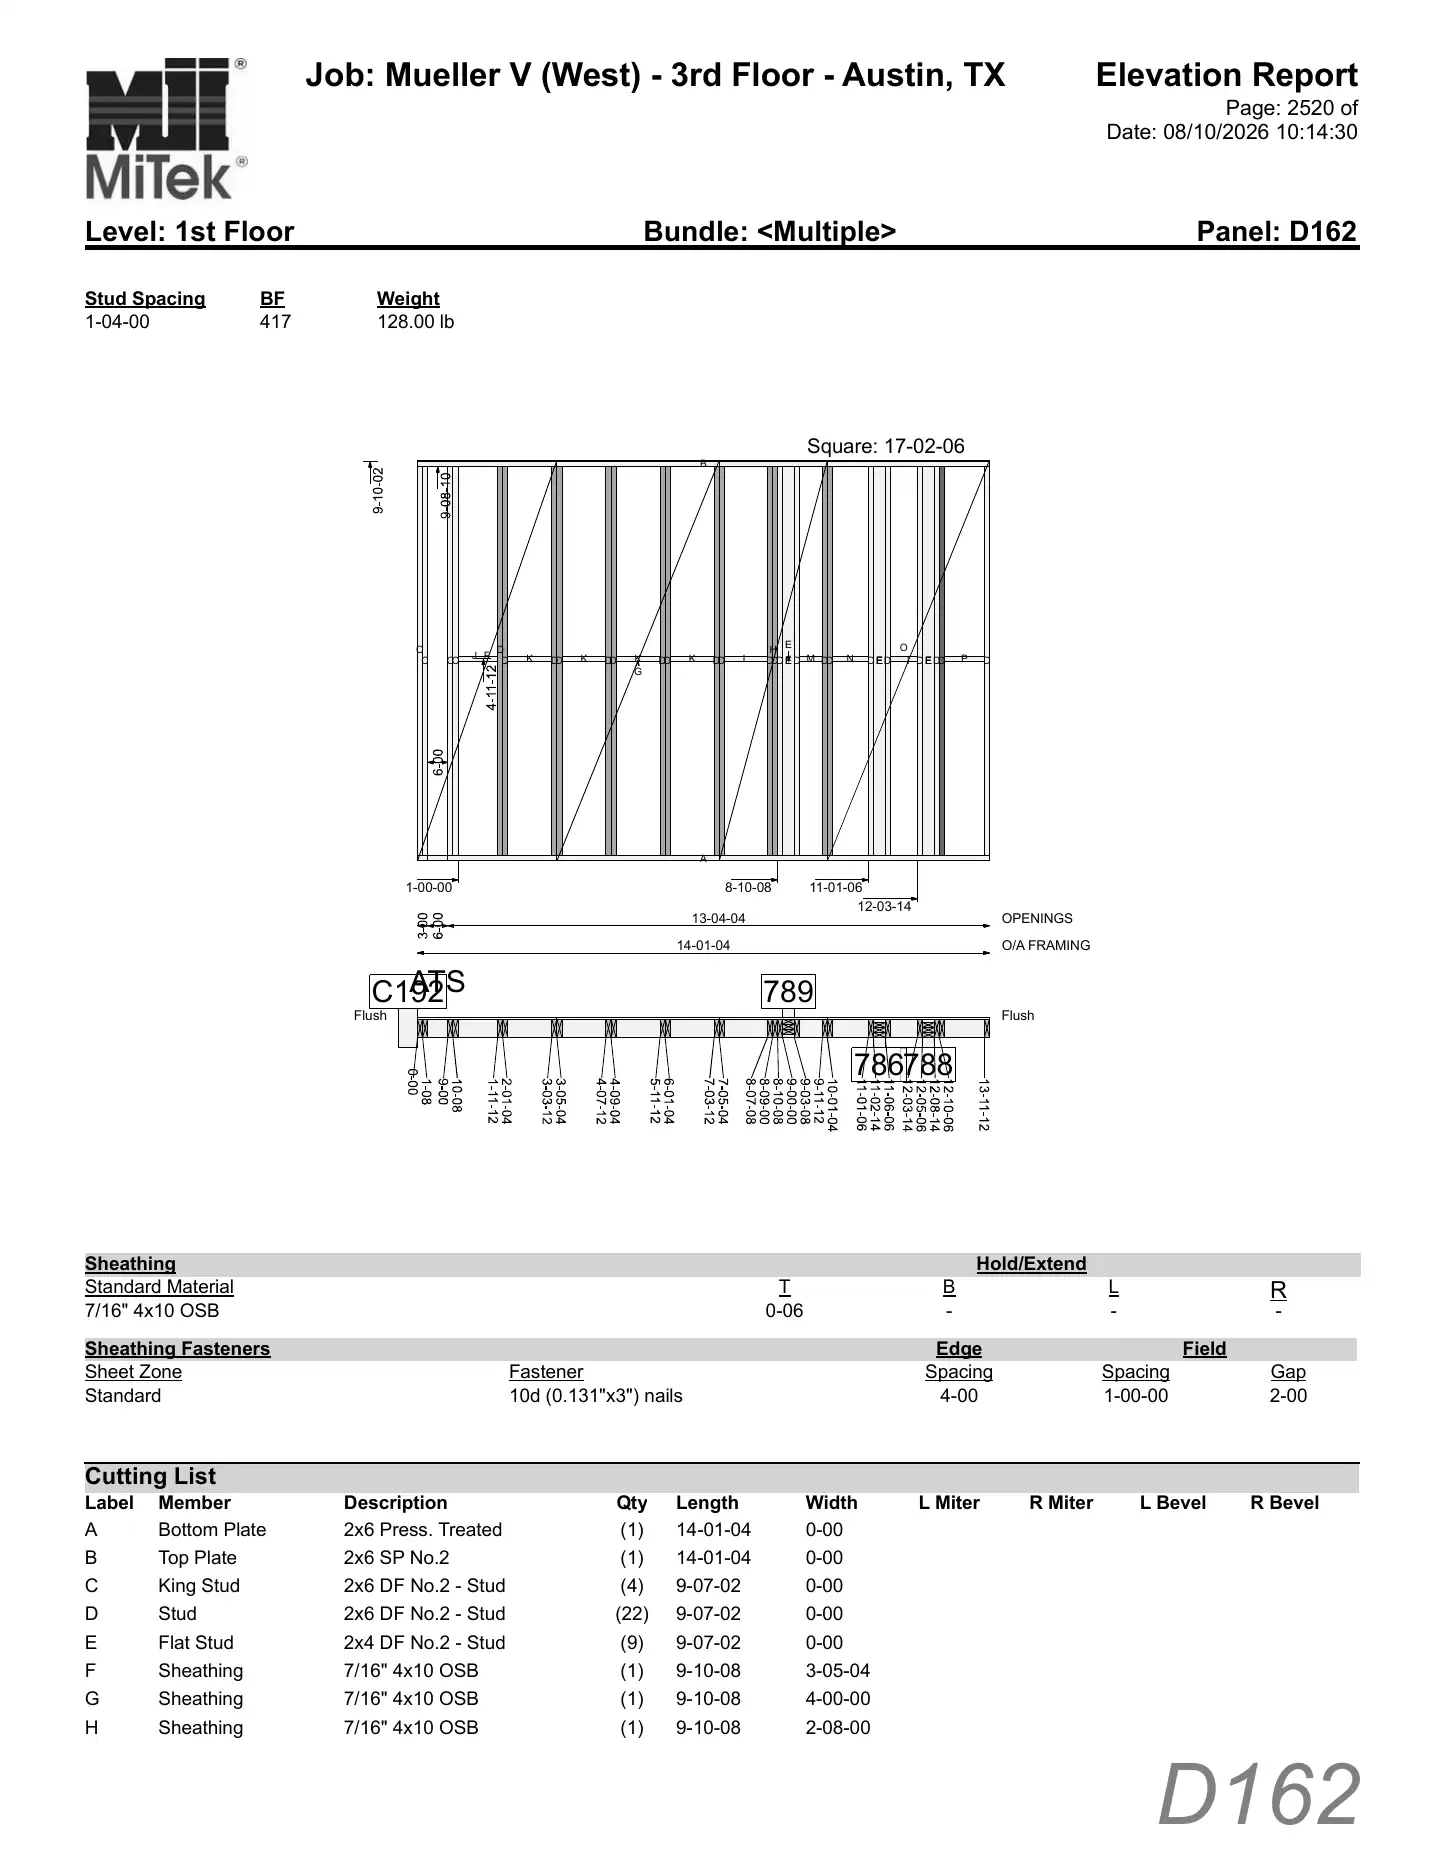 Job: Mueller V (West) - 3rd Floor - Austin, TX
Elevation Report
Page: 2520 of
Date: 08/10/2026 10:14:30
MiTek®
Level: 1st Floor Bundle: <Multiple> Panel: D162
Stud Spacing BF Weight
1-04-00 417 128.00 lb
Square: 17-02-06
B
9-10-02
9-08-10
C J F K K K K L H E M N E O E P
G
4-11-12
6-00
A
1-00-00 8-10-08 11-01-06
12-03-14
3-00 6-00 13-04-04 OPENINGS
14-01-04 O/A FRAMING
ATS
C192 789
Flush Flush
786 788
0-00 1-08 9-00 10-08 1-11-12 2-01-04 3-03-12 3-05-04 4-07-12 4-09-04 5-11-12 6-01-04 7-03-12 7-05-04 8-07-08 8-09-00 8-10-08 9-00-00 9-03-08 9-11-12 10-01-04 11-01-06 11-02-14 11-06-06 12-03-14 12-05-06 12-08-14 12-10-06 13-11-12
Sheathing Hold/Extend
Standard Material T B L R
7/16" 4x10 OSB 0-06 - - -
Sheathing Fasteners Edge Field
Sheet Zone Fastener Spacing Spacing Gap
Standard 10d (0.131"x3") nails 4-00 1-00-00 2-00
Cutting List
Label Member Description Qty Length Width L Miter R Miter L Bevel R Bevel
A Bottom Plate 2x6 Press. Treated (1) 14-01-04 0-00
B Top Plate 2x6 SP No.2 (1) 14-01-04 0-00
C King Stud 2x6 DF No.2 - Stud (4) 9-07-02 0-00
D Stud 2x6 DF No.2 - Stud (22) 9-07-02 0-00
E Flat Stud 2x4 DF No.2 - Stud (9) 9-07-02 0-00
F Sheathing 7/16" 4x10 OSB (1) 9-10-08 3-05-04
G Sheathing 7/16" 4x10 OSB (1) 9-10-08 4-00-00
H Sheathing 7/16" 4x10 OSB (1) 9-10-08 2-08-00
D162